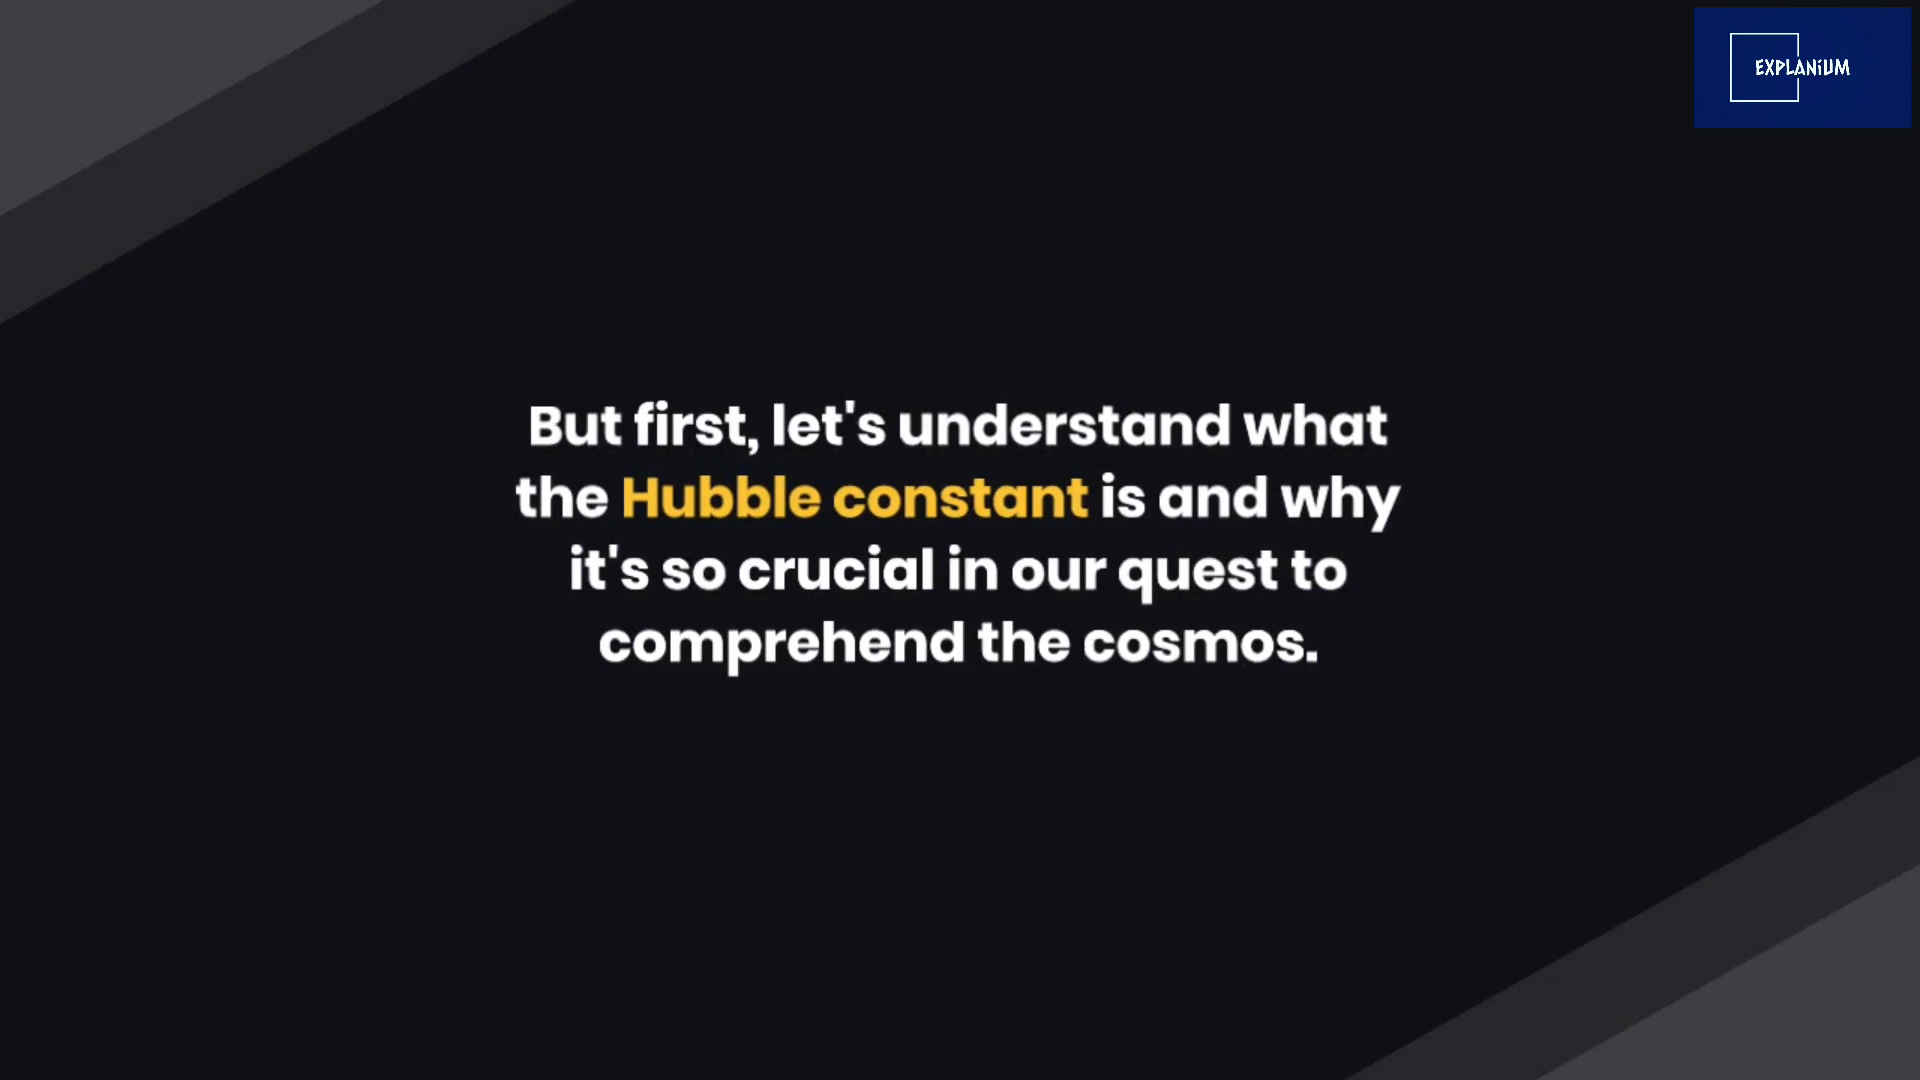 EXPLANiUM
But first, let's understand what
the Hubble constant is and why
it's so crucial in our quest to
comprehend the cosmos.